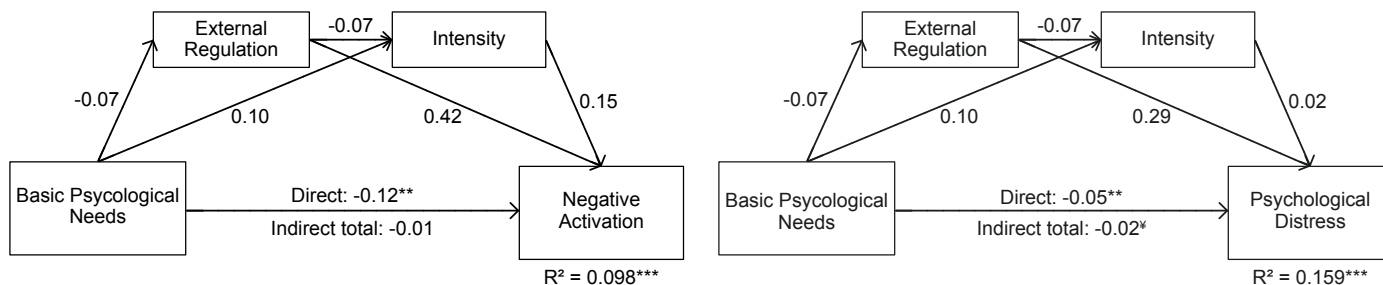 External
Regulation
-0.07
Intensity
-0.07
0.10
0.42
0.15
Basic Psycological
Needs
Direct: -0.12**
Indirect total: -0.01
Negative
Activation
R² = 0.098***
External
Regulation
-0.07
Intensity
-0.07
0.10
0.29
0.02
Basic Psycological
Needs
Direct: -0.05**
Indirect total: -0.02¥
Psychological
Distress
R² = 0.159***